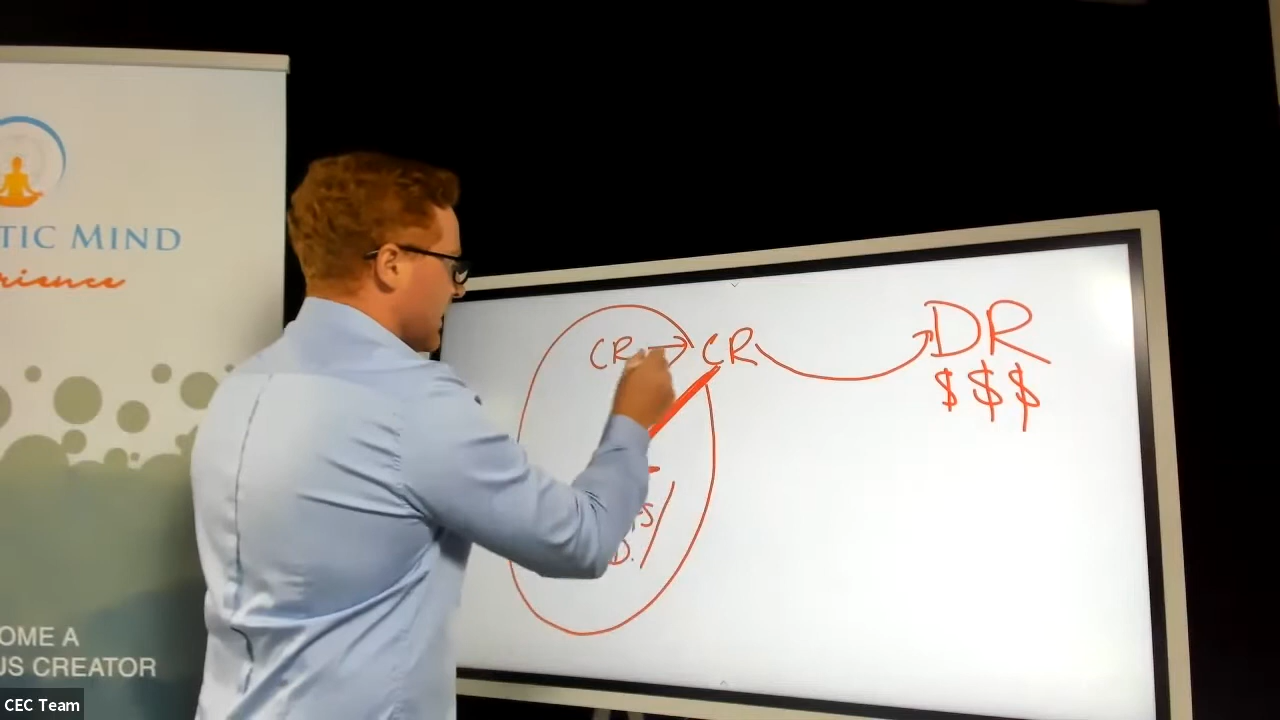 TIC MIND
rience
OME A
US CREATOR
CR → CR
DR
$$$
CEC Team